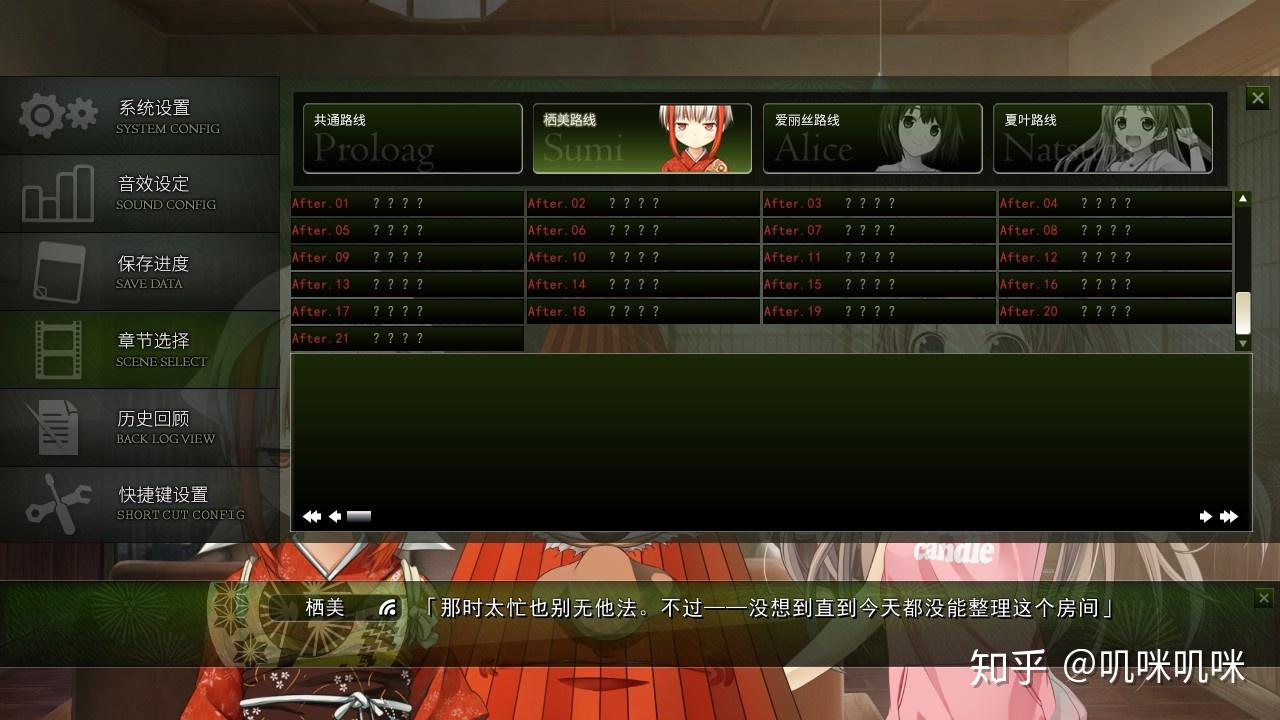 系统设置
SYSTEM CONFIG
音效设定
SOUND CONFIG
保存进度
SAVE DATA
章节选择
SCENE SELECT
历史回顾
BACK LOG VIEW
快捷键设置
SHORT CUT CONFIG
共通路线
Proloag
栖美路线
Sumi
爱丽丝路线
Alice
夏叶路线
Natsu
After.01 ????
After.02 ????
After.03 ????
After.04 ????
After.05 ????
After.06 ????
After.07 ????
After.08 ????
After.09 ????
After.10 ????
After.11 ????
After.12 ????
After.13 ????
After.14 ????
After.15 ????
After.16 ????
After.17 ????
After.18 ????
After.19 ????
After.20 ????
After.21 ????
candle
栖美
「那时太忙也别无他法。不过——没想到直到今天都没能整理这个房间」
知乎 @叽咪叽咪